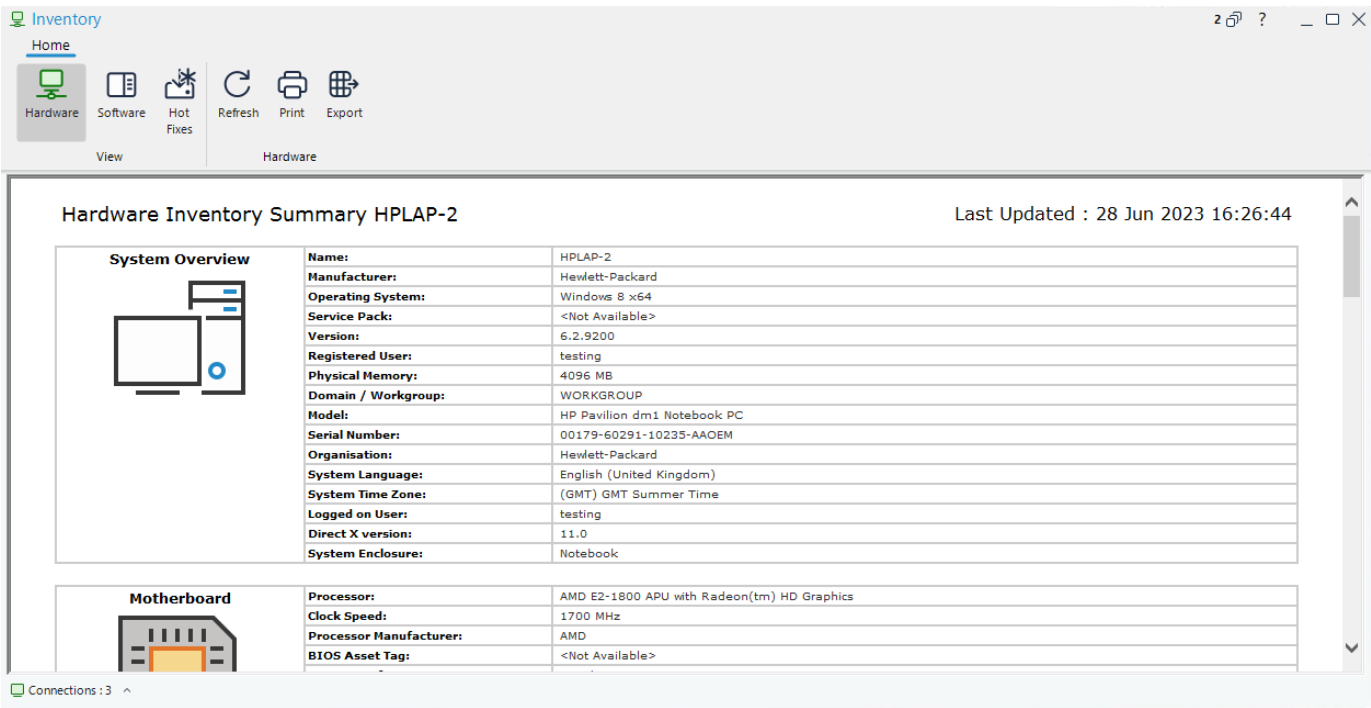 Inventory
2 ?
Home
Hardware Software Hot Fixes Refresh Print Export
View Hardware
Hardware Inventory Summary HPLAP-2 Last Updated : 28 Jun 2023 16:26:44
System Overview
Name: HPLAP-2
Manufacturer: Hewlett-Packard
Operating System: Windows 8 x64
Service Pack: <Not Available>
Version: 6.2.9200
Registered User: testing
Physical Memory: 4096 MB
Domain / Workgroup: WORKGROUP
Model: HP Pavilion dm1 Notebook PC
Serial Number: 00179-60291-10235-AAOEM
Organisation: Hewlett-Packard
System Language: English (United Kingdom)
System Time Zone: (GMT) GMT Summer Time
Logged on User: testing
Direct X version: 11.0
System Enclosure: Notebook
Motherboard
Processor: AMD E2-1800 APU with Radeon(tm) HD Graphics
Clock Speed: 1700 MHz
Processor Manufacturer: AMD
BIOS Asset Tag: <Not Available>
Connections : 3